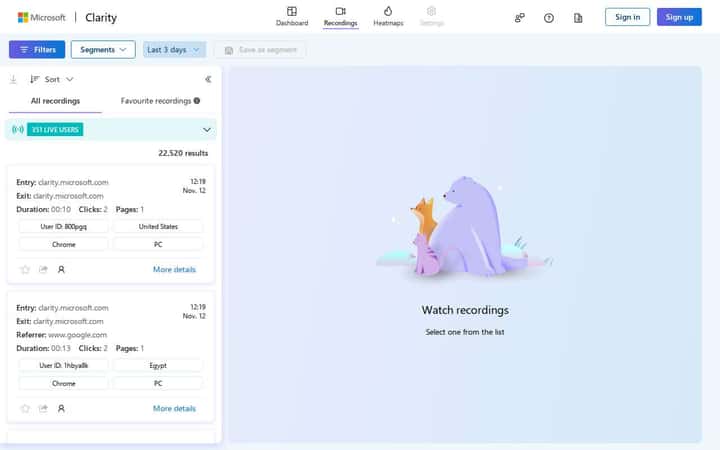 Microsoft | Clarity
Dashboard
Recordings
Heatmaps
Settings
Sign in
Sign up
Filters
Segments
Last 3 days
Save as segment
Sort
All recordings
Favourite recordings
351 LIVE USERS
22,520 results
Entry: clarity.microsoft.com
12:19
Nov. 12
Exit: clarity.microsoft.com
Duration: 00:10 Clicks: 2 Pages: 1
User ID: 800pgq
United States
Chrome
PC
More details
Entry: clarity.microsoft.com
12:19
Nov. 12
Exit: clarity.microsoft.com
Referrer: www.google.com
Duration: 00:13 Clicks: 2 Pages: 1
User ID: 1hbya8k
Egypt
Chrome
PC
More details
Watch recordings
Select one from the list